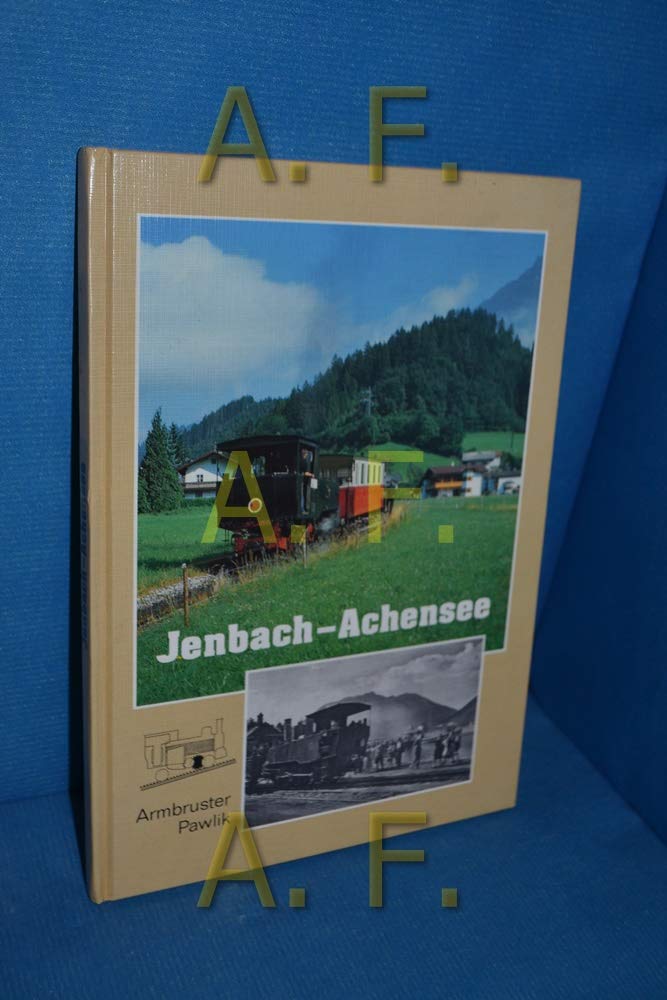 A. F.
A. F.
Jenbach-Achensee
Armbruster
Pawlik
A. F.